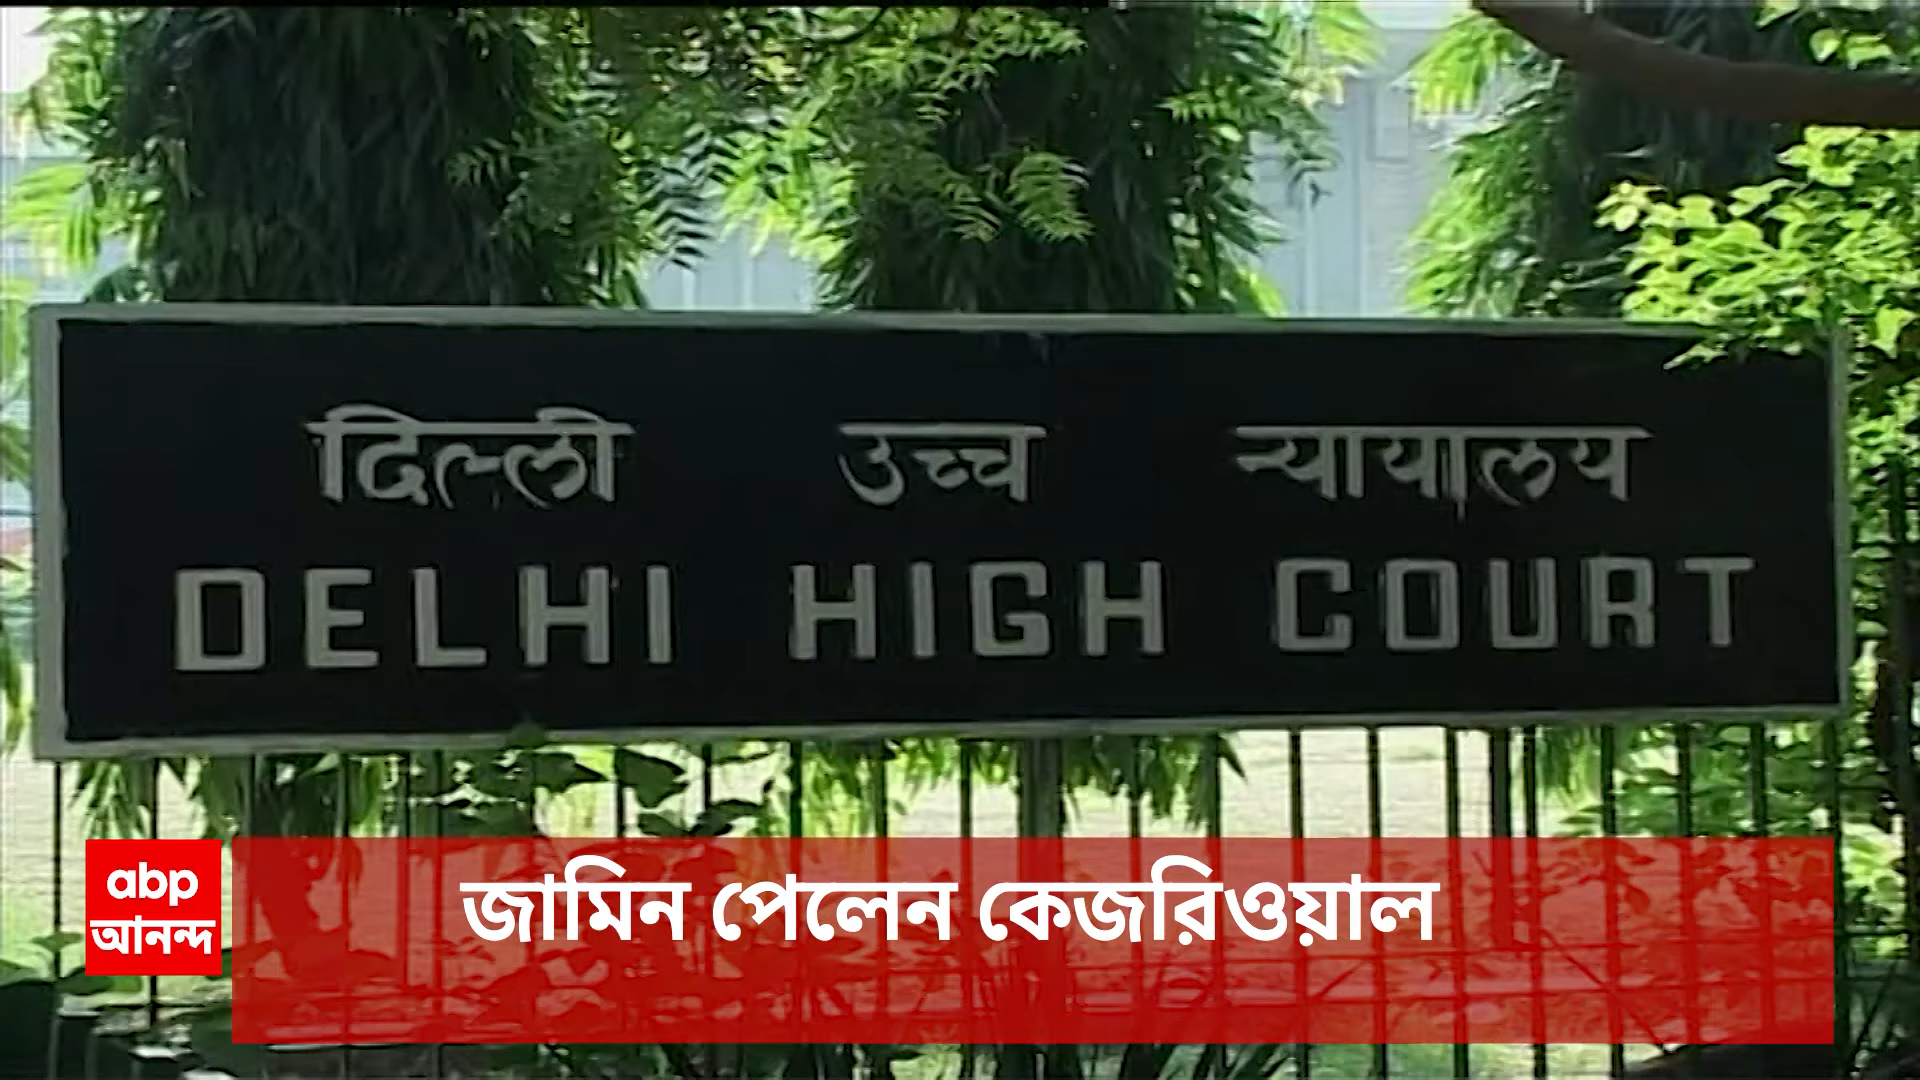 दिल्ली उच्च न्यायालय
DELHI HIGH COURT
abp
আনন্দ
জামিন পেলেন কেজরিওয়াল